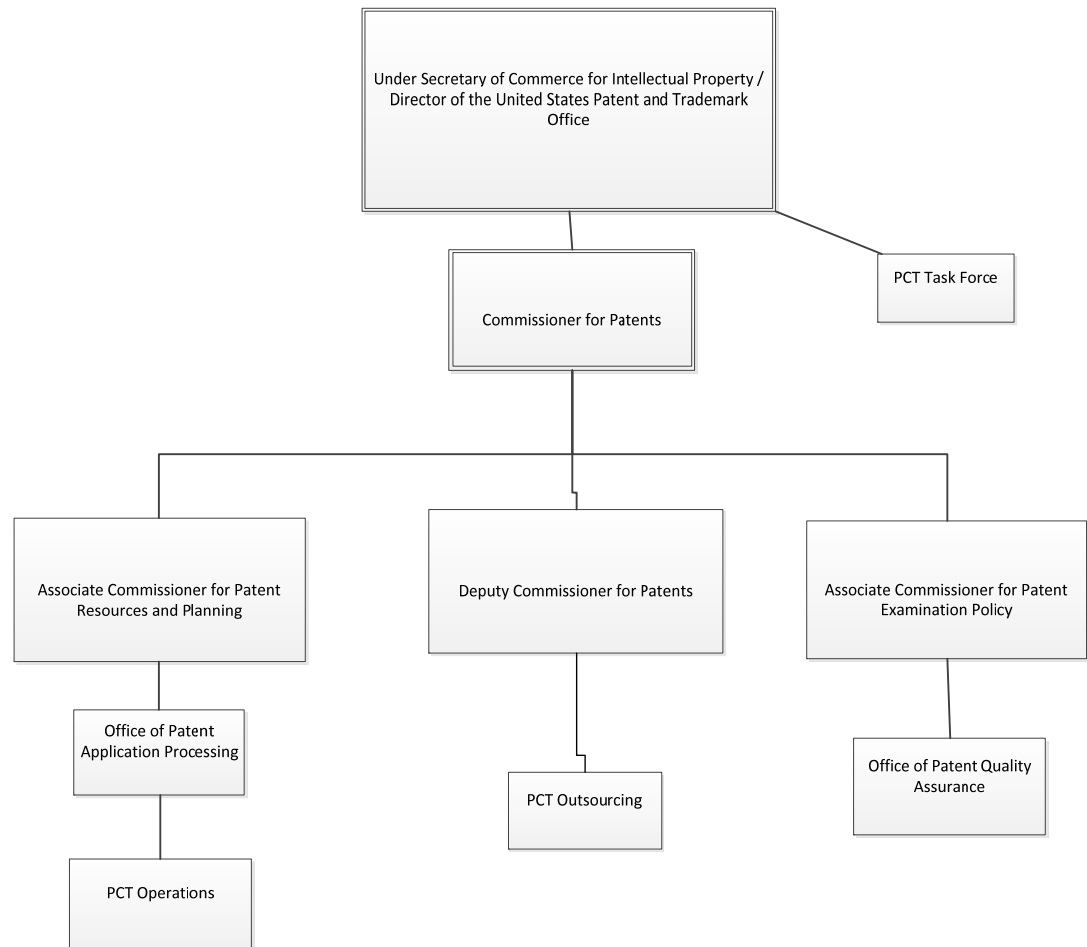 Under Secretary of Commerce for Intellectual Property /
Director of the United States Patent and Trademark
Office
PCT Task Force
Commissioner for Patents
Associate Commissioner for Patent
Resources and Planning
Deputy Commissioner for Patents
Associate Commissioner for Patent
Examination Policy
Office of Patent
Application Processing
PCT Outsourcing
Office of Patent Quality
Assurance
PCT Operations